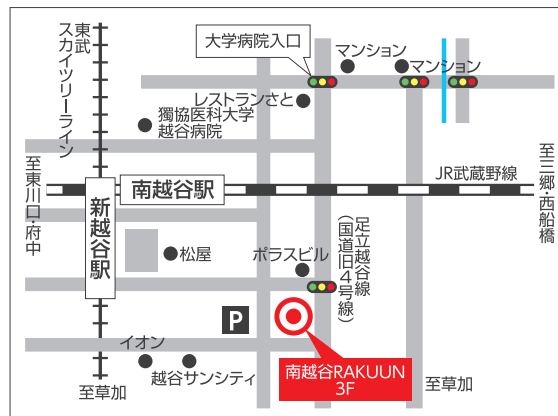 東武
スカイツリーライン
大学病院入口
マンション
マンション
レストランさと
獨協医科大学
越谷病院
JR武蔵野線
南越谷駅
至東川口・府中
至三郷・西船橋
新越谷駅
松屋
ポラスビル
足立越谷線
(国道旧4号線)
P
イオン
越谷サンシティ
南越谷RAKUUN
3F
至草加
至草加